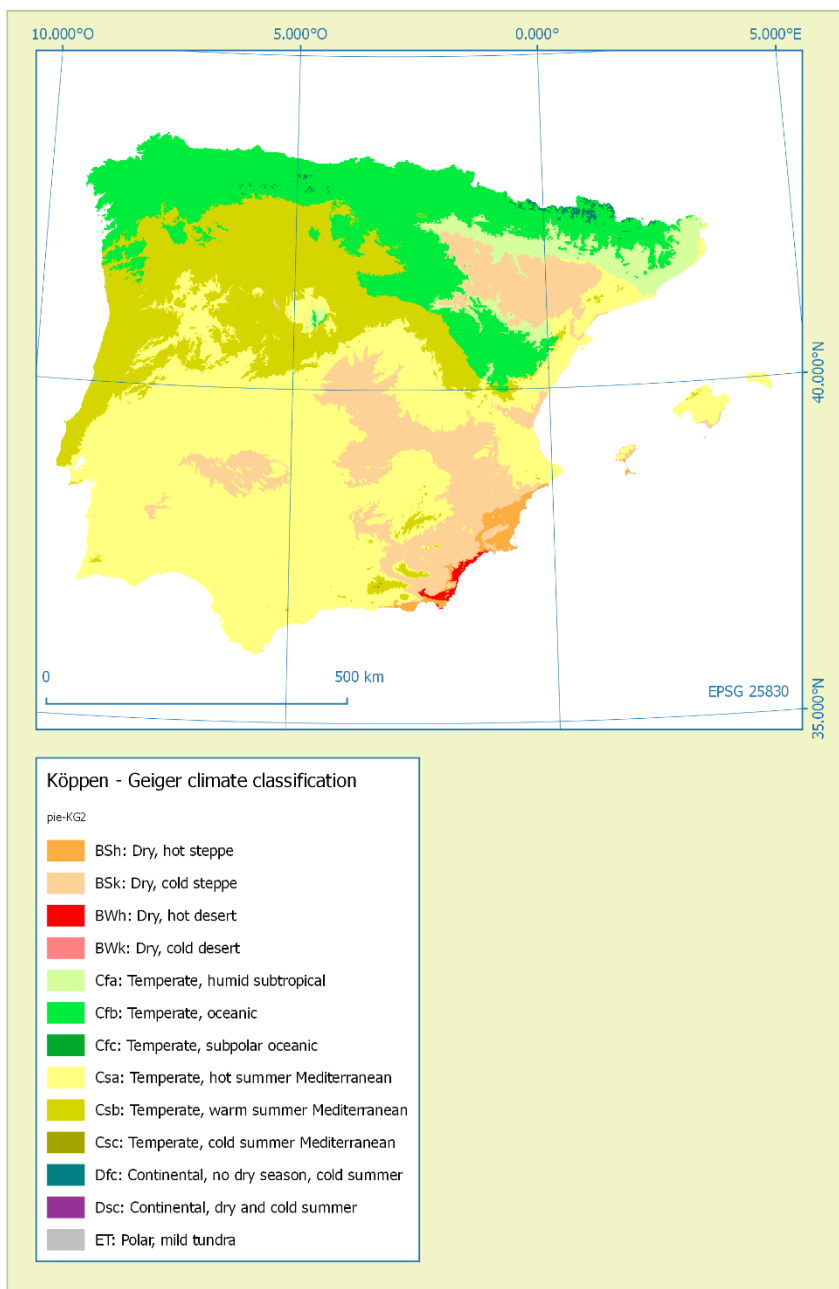 10.000°O 5.000°O 0.000° 5.000°E
40.000°N
0 500 km
EPSG 25830
35.000°N
Köppen - Geiger climate classification
pie-KG2
BSh: Dry, hot steppe
BSk: Dry, cold steppe
BWh: Dry, hot desert
BWk: Dry, cold desert
Cfa: Temperate, humid subtropical
Cfb: Temperate, oceanic
Cfc: Temperate, subpolar oceanic
Csa: Temperate, hot summer Mediterranean
Csb: Temperate, warm summer Mediterranean
Csc: Temperate, cold summer Mediterranean
Dfc: Continental, no dry season, cold summer
Dsc: Continental, dry and cold summer
ET: Polar, mild tundra